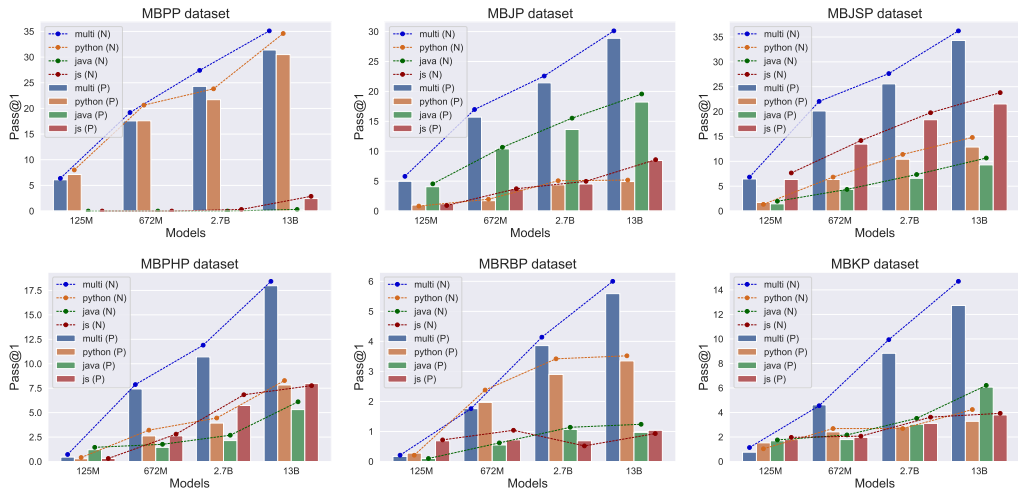 MBPP dataset
35
30
25
20
15
10
5
0
Pass@1
multi (N)
python (N)
java (N)
js (N)
multi (P)
python (P)
java (P)
js (P)
125M 672M 2.7B 13B
Models
MBJP dataset
30
25
20
15
10
5
0
Pass@1
multi (N)
python (N)
java (N)
js (N)
multi (P)
python (P)
java (P)
js (P)
125M 672M 2.7B 13B
Models
MBJSP dataset
35
30
25
20
15
10
5
0
Pass@1
multi (N)
python (N)
java (N)
js (N)
multi (P)
python (P)
java (P)
js (P)
125M 672M 2.7B 13B
Models
MBPHP dataset
17.5
15.0
12.5
10.0
7.5
5.0
2.5
0.0
Pass@1
multi (N)
python (N)
java (N)
js (N)
multi (P)
python (P)
java (P)
js (P)
125M 672M 2.7B 13B
Models
MBRBP dataset
6
5
4
3
2
1
0
Pass@1
multi (N)
python (N)
java (N)
js (N)
multi (P)
python (P)
java (P)
js (P)
125M 672M 2.7B 13B
Models
MBKP dataset
14
12
10
8
6
4
2
0
Pass@1
multi (N)
python (N)
java (N)
js (N)
multi (P)
python (P)
java (P)
js (P)
125M 672M 2.7B 13B
Models